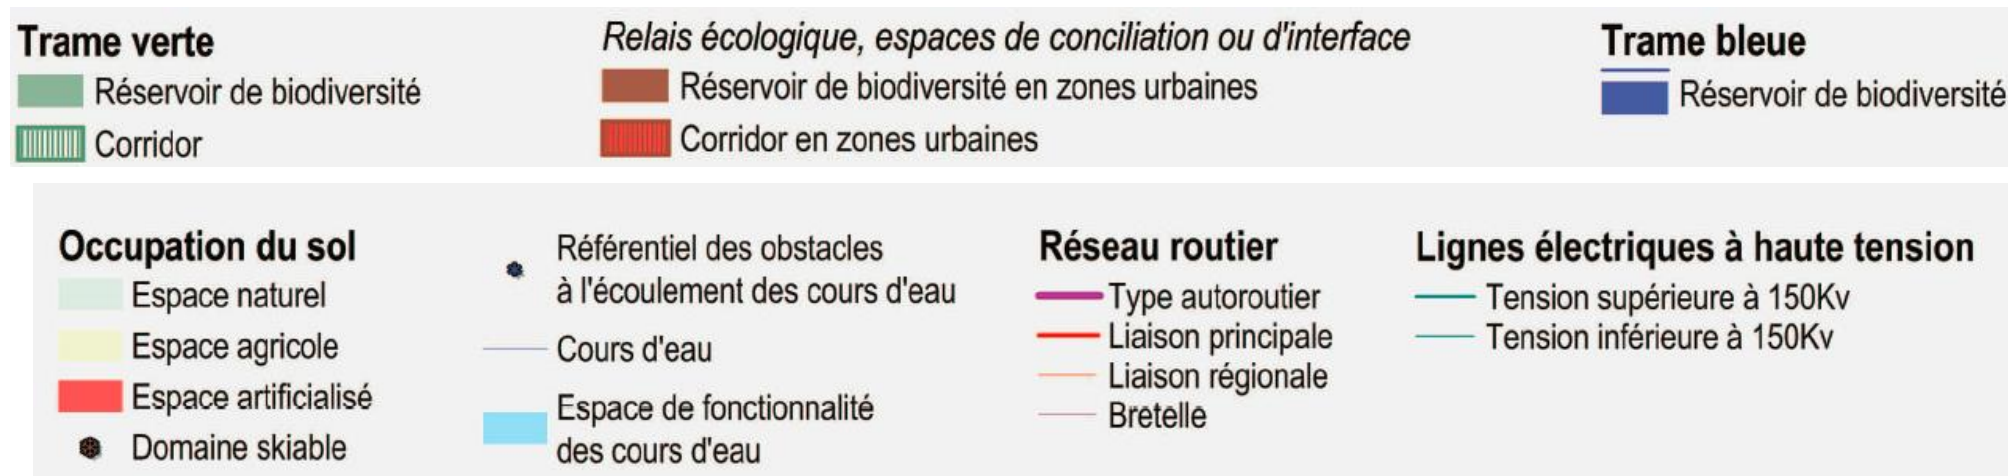 Trame verte
Réservoir de biodiversité
Corridor
Relais écologique, espaces de conciliation ou d'interface
Réservoir de biodiversité en zones urbaines
Corridor en zones urbaines
Trame bleue
Réservoir de biodiversité
Occupation du sol
Espace naturel
Espace agricole
Espace artificialisé
Domaine skiable
Référentiel des obstacles
à l'écoulement des cours d'eau
Cours d'eau
Espace de fonctionnalité
des cours d'eau
Réseau routier
Type autoroutier
Liaison principale
Liaison régionale
Bretelle
Lignes électriques à haute tension
Tension supérieure à 150Kv
Tension inférieure à 150Kv